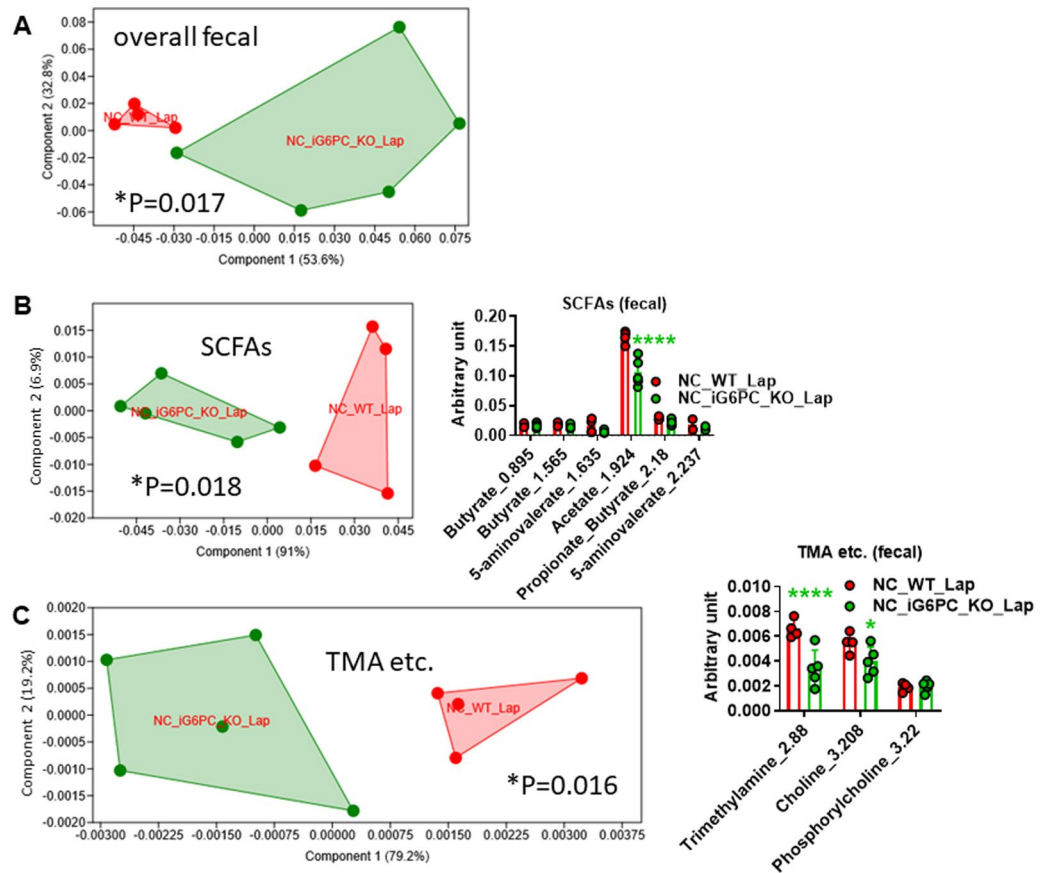 A
overall fecal
NC_WT_Lap
NC_iG6PC_KO_Lap
*P=0.017
Component 2 (32.8%)
0.08
0.06
0.04
0.02
0.00
-0.02
-0.04
-0.06
-0.045 -0.030 -0.015 0.000 0.015 0.030 0.045 0.060 0.075
Component 1 (53.6%)
B
SCFAs
NC_iG6PC_KO_Lap
NC_WT_Lap
*P=0.018
Component 2 (6.9%)
0.015
0.010
0.005
0.000
-0.005
-0.010
-0.015
-0.020
-0.045 -0.030 -0.015 0.000 0.015 0.030 0.045
Component 1 (91%)
SCFAs (fecal)
Arbitrary unit
0.20
0.15
0.10
0.05
0.00
****
NC_WT_Lap
NC_iG6PC_KO_Lap
Butyrate_0.895
Butyrate_1.565
5-aminovalerate_1.635
Acetate_1.924
Propionate_Butyrate_2.18
5-aminovalerate_2.237
C
TMA etc.
NC_iG6PC_KO_Lap
NC_WT_Lap
*P=0.016
Component 2 (19.2%)
0.0020
0.0015
0.0010
0.0005
0.0000
-0.0005
-0.0010
-0.0015
-0.0020
-0.00300 -0.00225 -0.00150 -0.00075 0.00000 0.00075 0.00150 0.00225 0.00300 0.00375
Component 1 (79.2%)
TMA etc. (fecal)
Arbitrary unit
0.010
0.008
0.006
0.004
0.002
0.000
****
*
NC_WT_Lap
NC_iG6PC_KO_Lap
Trimethylamine_2.88
Choline_3.208
Phosphorylcholine_3.22